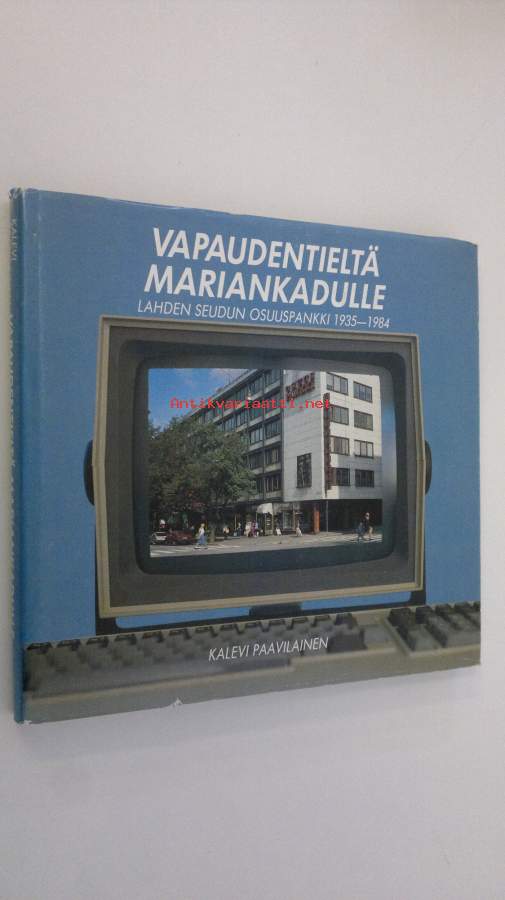 VAPAUDENTIELTÄ
MARIANKADULLE
LAHDEN SEUDUN OSUUSPANKKI 1935—1984
Antikvariaatti.net
KALEVI PAAVILAINEN
KALEVI